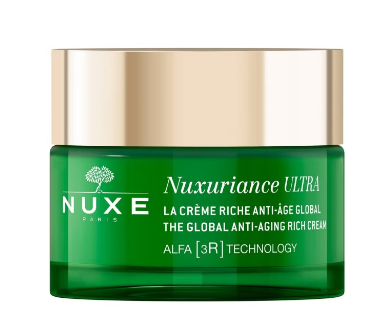 NUXE
PARIS
Nuxuriance ULTRA
LA CRÈME RICHE ANTI-ÂGE GLOBAL
THE GLOBAL ANTI-AGING RICH CREAM
ALFA [3R] TECHNOLOGY